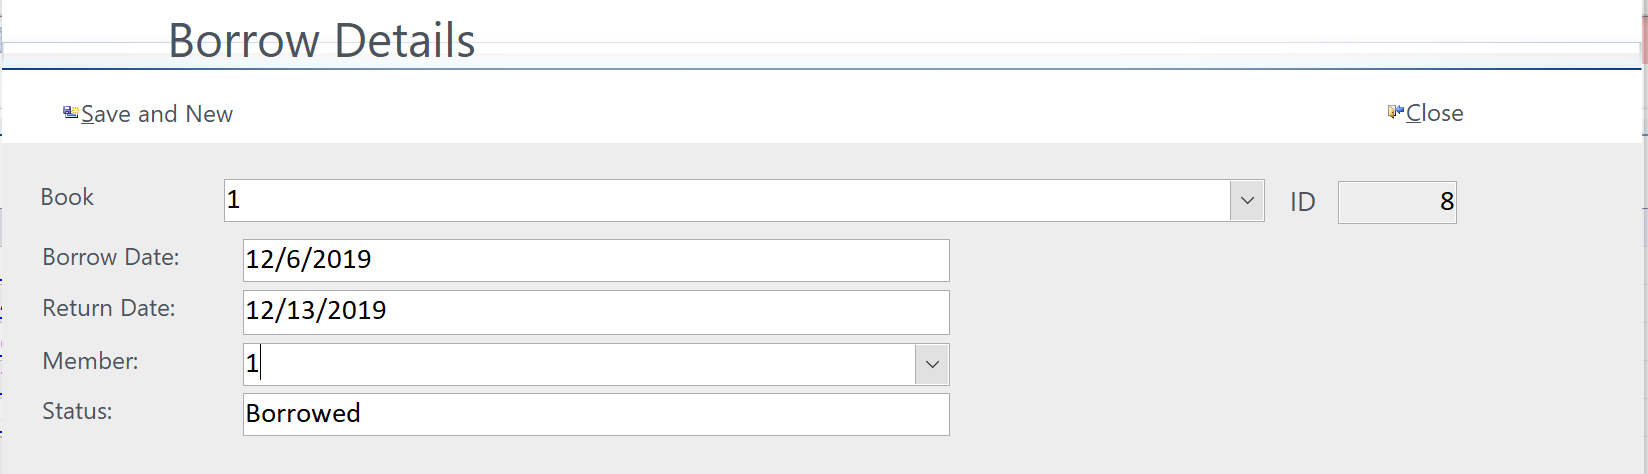 Borrow Details
Save and New Close
Book 1 ID 8
Borrow Date: 12/6/2019
Return Date: 12/13/2019
Member: 1
Status: Borrowed